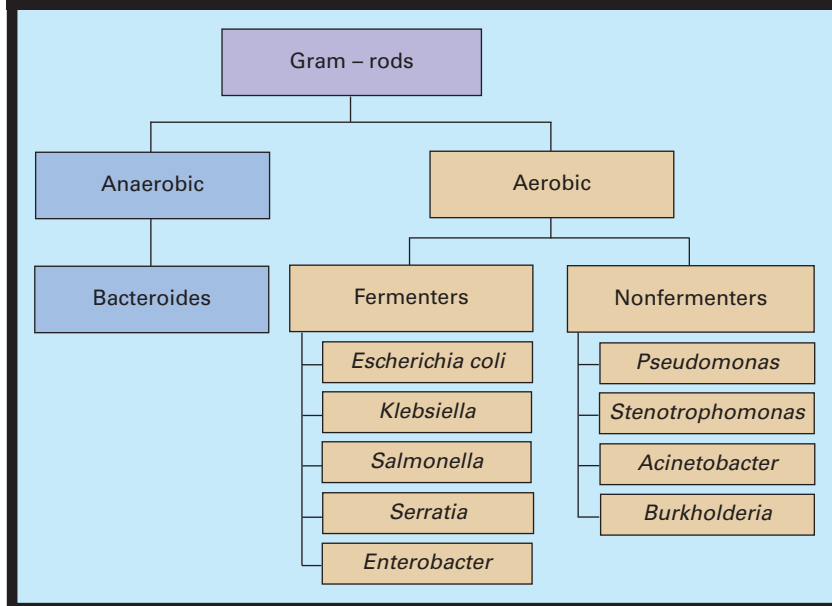 Gram – rods
Anaerobic
Aerobic
Bacteroides
Fermenters
Nonfermenters
Escherichia coli
Klebsiella
Salmonella
Serratia
Enterobacter
Pseudomonas
Stenotrophomonas
Acinetobacter
Burkholderia